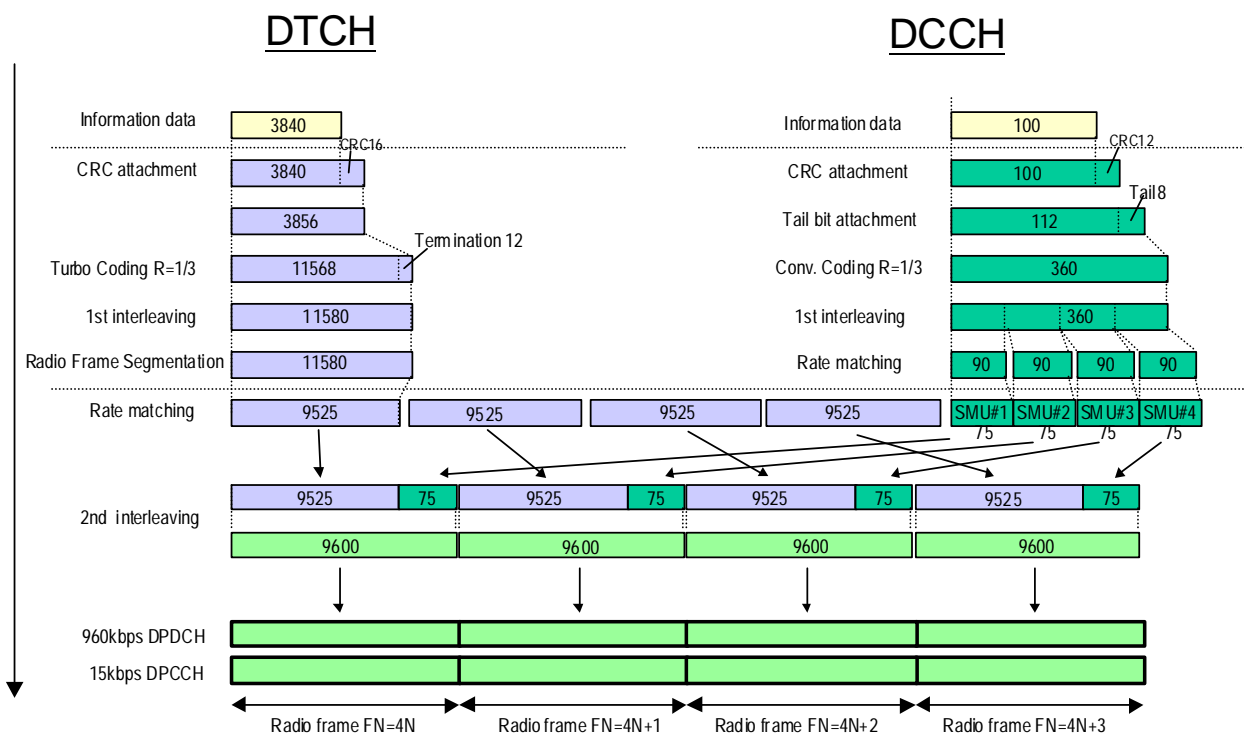 DTCH
DCCH
Information data
3840
Information data
100
CRC16
CRC12
CRC attachment
3840
CRC attachment
100
Tail8
3856
Tail bit attachment
112
Termination 12
Turbo Coding R=1/3
11568
Conv. Coding R=1/3
360
1st interleaving
11580
1st interleaving
360
Radio Frame Segmentation
11580
Rate matching
90 90 90 90
Rate matching
9525 9525 9525 9525
SMU#1 SMU#2 SMU#3 SMU#4
75 75 75 75
9525 75 9525 75 9525 75 9525 75
2nd interleaving
9600 9600 9600 9600
960kbps DPDCH
15kbps DPCCH
Radio frame FN=4N Radio frame FN=4N+1 Radio frame FN=4N+2 Radio frame FN=4N+3